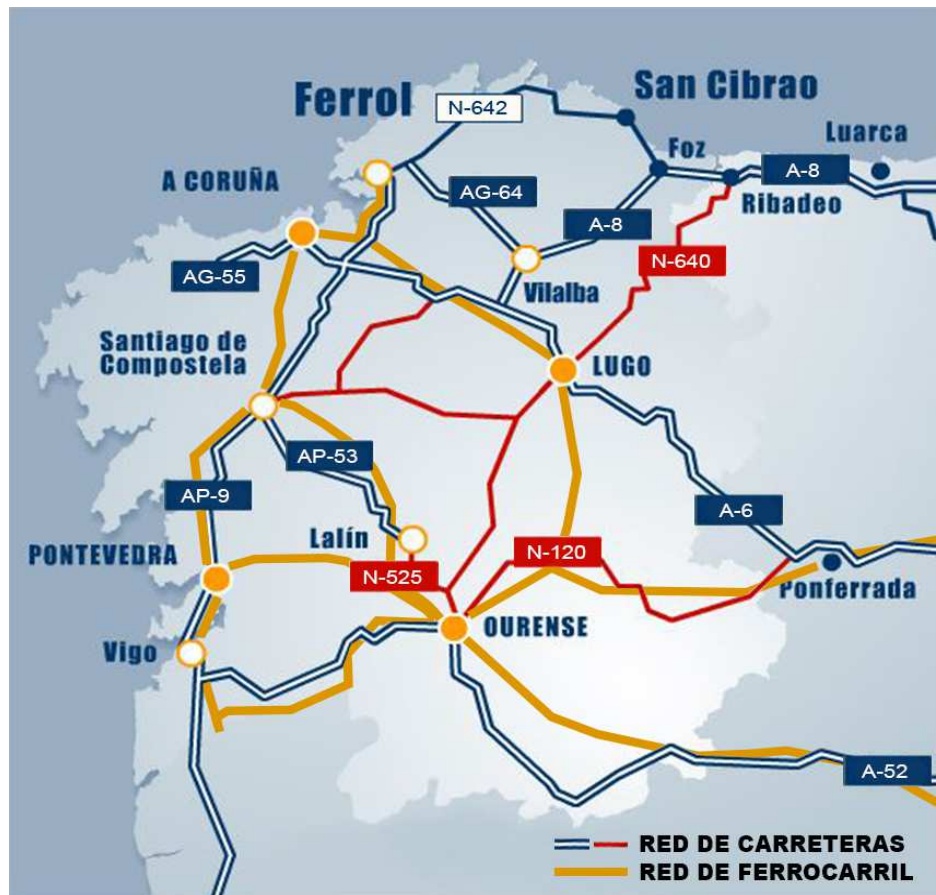 Ferrol
N-642
San Cibrao
Luarca
Foz
A CORUÑA
AG-64
A-8
A-8
Ribadeo
AG-55
Vilalba
N-640
Santiago de
Compostela
LUGO
AP-53
AP-9
A-6
Lalín
N-120
PONTEVEDRA
N-525
Ponferrada
OURENSE
Vigo
A-52
RED DE CARRETERAS
RED DE FERROCARRIL